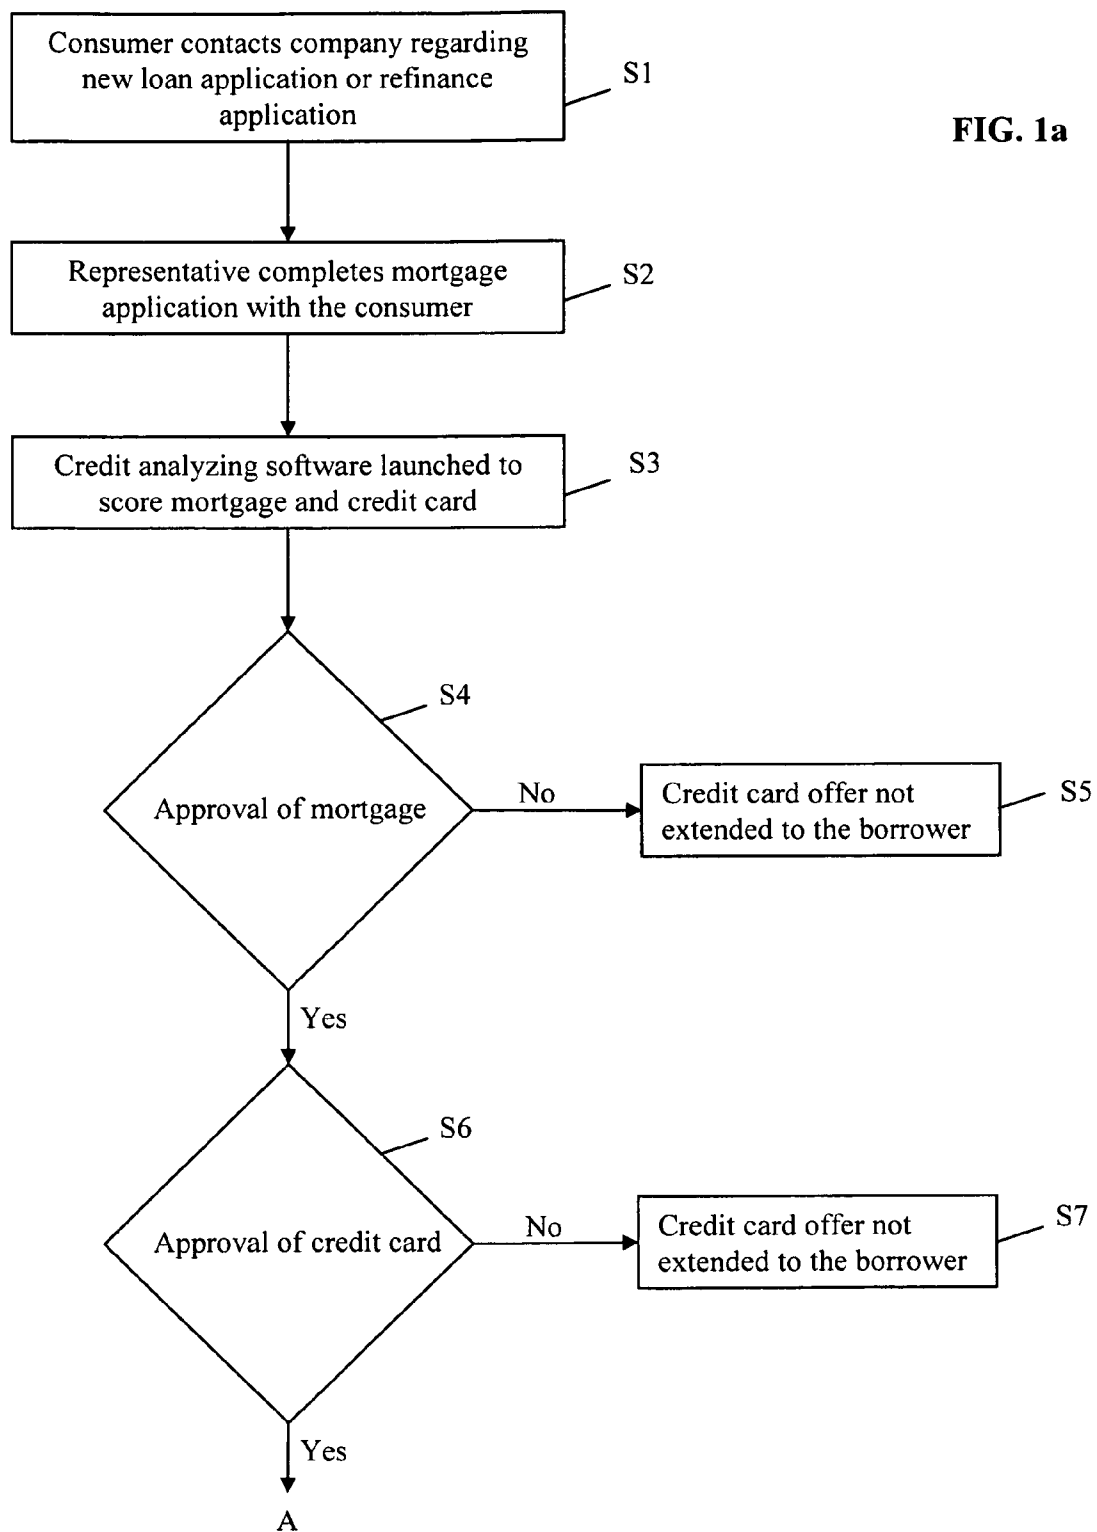 Consumer contacts company regarding
new loan application or refinance
application
S1
FIG. 1a
Representative completes mortgage
application with the consumer
S2
Credit analyzing software launched to
score mortgage and credit card
S3
S4
Approval of mortgage
No
Credit card offer not
extended to the borrower
S5
Yes
S6
Approval of credit card
No
Credit card offer not
extended to the borrower
S7
Yes
A